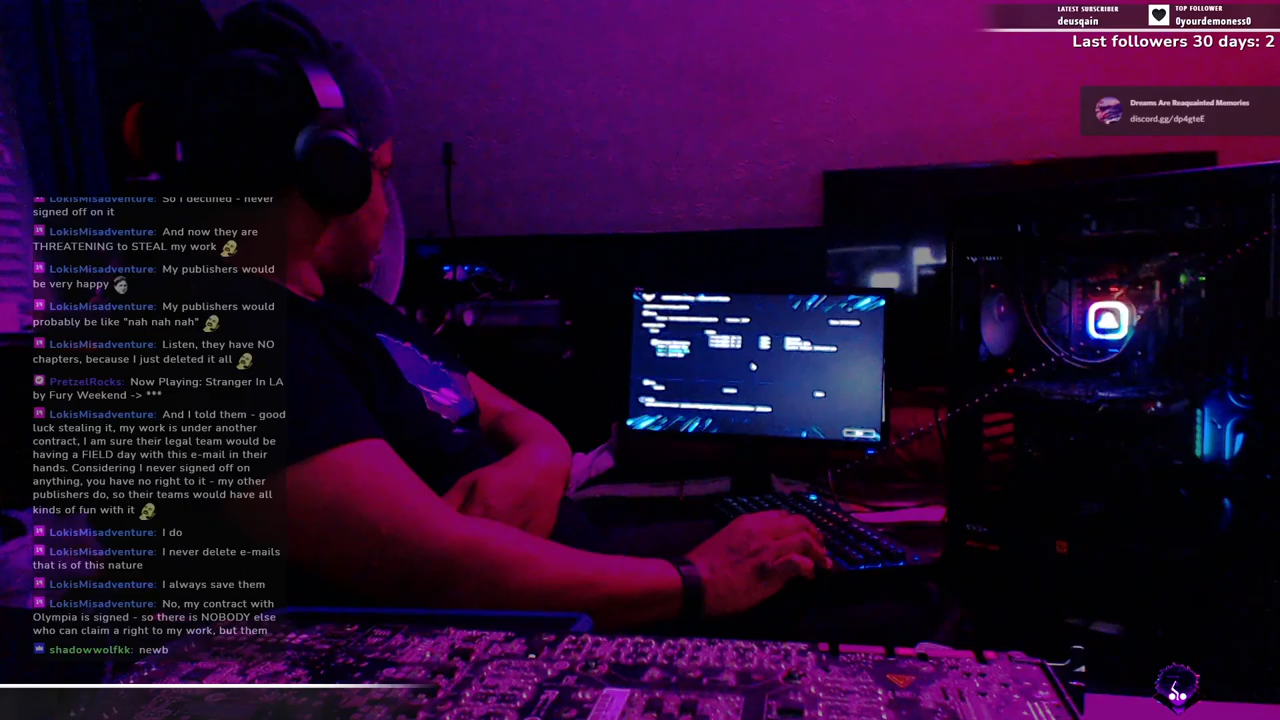 LATEST SUBSCRIBER
deusqain
TOP FOLLOWER
0yourdemoness0
Last followers 30 days: 2
Dreams Are Reaquainted Memories
discord.gg/dp4gteE
LokisMisadventure: So I declined - never
signed off on it
LokisMisadventure: And now they are
THREATENING to STEAL my work
LokisMisadventure: My publishers would
be very happy
LokisMisadventure: My publishers would
probably be like "nah nah nah"
LokisMisadventure: Listen, they have NO
chapters, because I just deleted it all
PretzelRocks: Now Playing: Stranger In LA
by Fury Weekend -> ***
LokisMisadventure: And I told them - good
luck stealing it, my work is under another
contract, I am sure their legal team would be
having a FIELD day with this e-mail in their
hands. Considering I never signed off on
anything, you have no right to it - my other
publishers do, so their teams would have all
kinds of fun with it
LokisMisadventure: I do
LokisMisadventure: I never delete e-mails
that is of this nature
LokisMisadventure: I always save them
LokisMisadventure: No, my contract with
Olympia is signed - so there is NOBODY else
who can claim a right to my work, but them
shadowwolfkk: newb